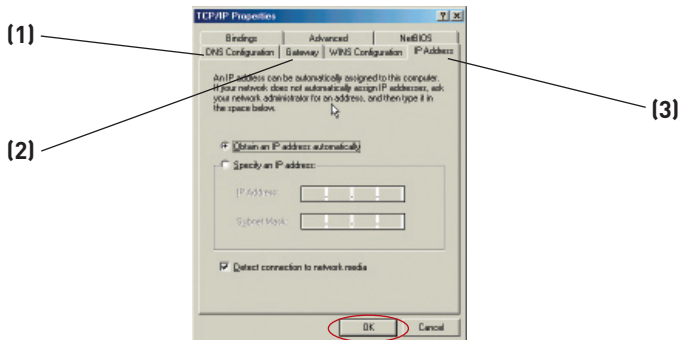 TCP/IP Properties
Bindings Advanced NetBIOS
DNS Configuration Gateway WINS Configuration IP Address
An IP address can be automatically assigned to this computer.
If your network does not automatically assign IP addresses, ask
your network administrator for an address, and then type it in
the space below.
Obtain an IP address automatically
Specify an IP address:
IP Address:
Subnet Mask:
Detect connection to network media
OK Cancel
(1)
(2)
(3)